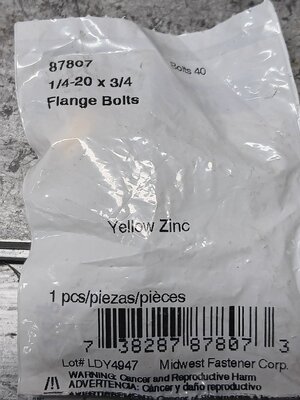 87807
Bolts 40
1/4-20 x 3/4
Flange Bolts
Yellow Zinc
1 pcs/piezas/pièces
7 38287 87807 3
Lot# LDY4947 Midwest Fastener Corp.
WARNING: Cancer and Reproductive Harm
ADVERTENCIA: Cáncer y daño reproductivo